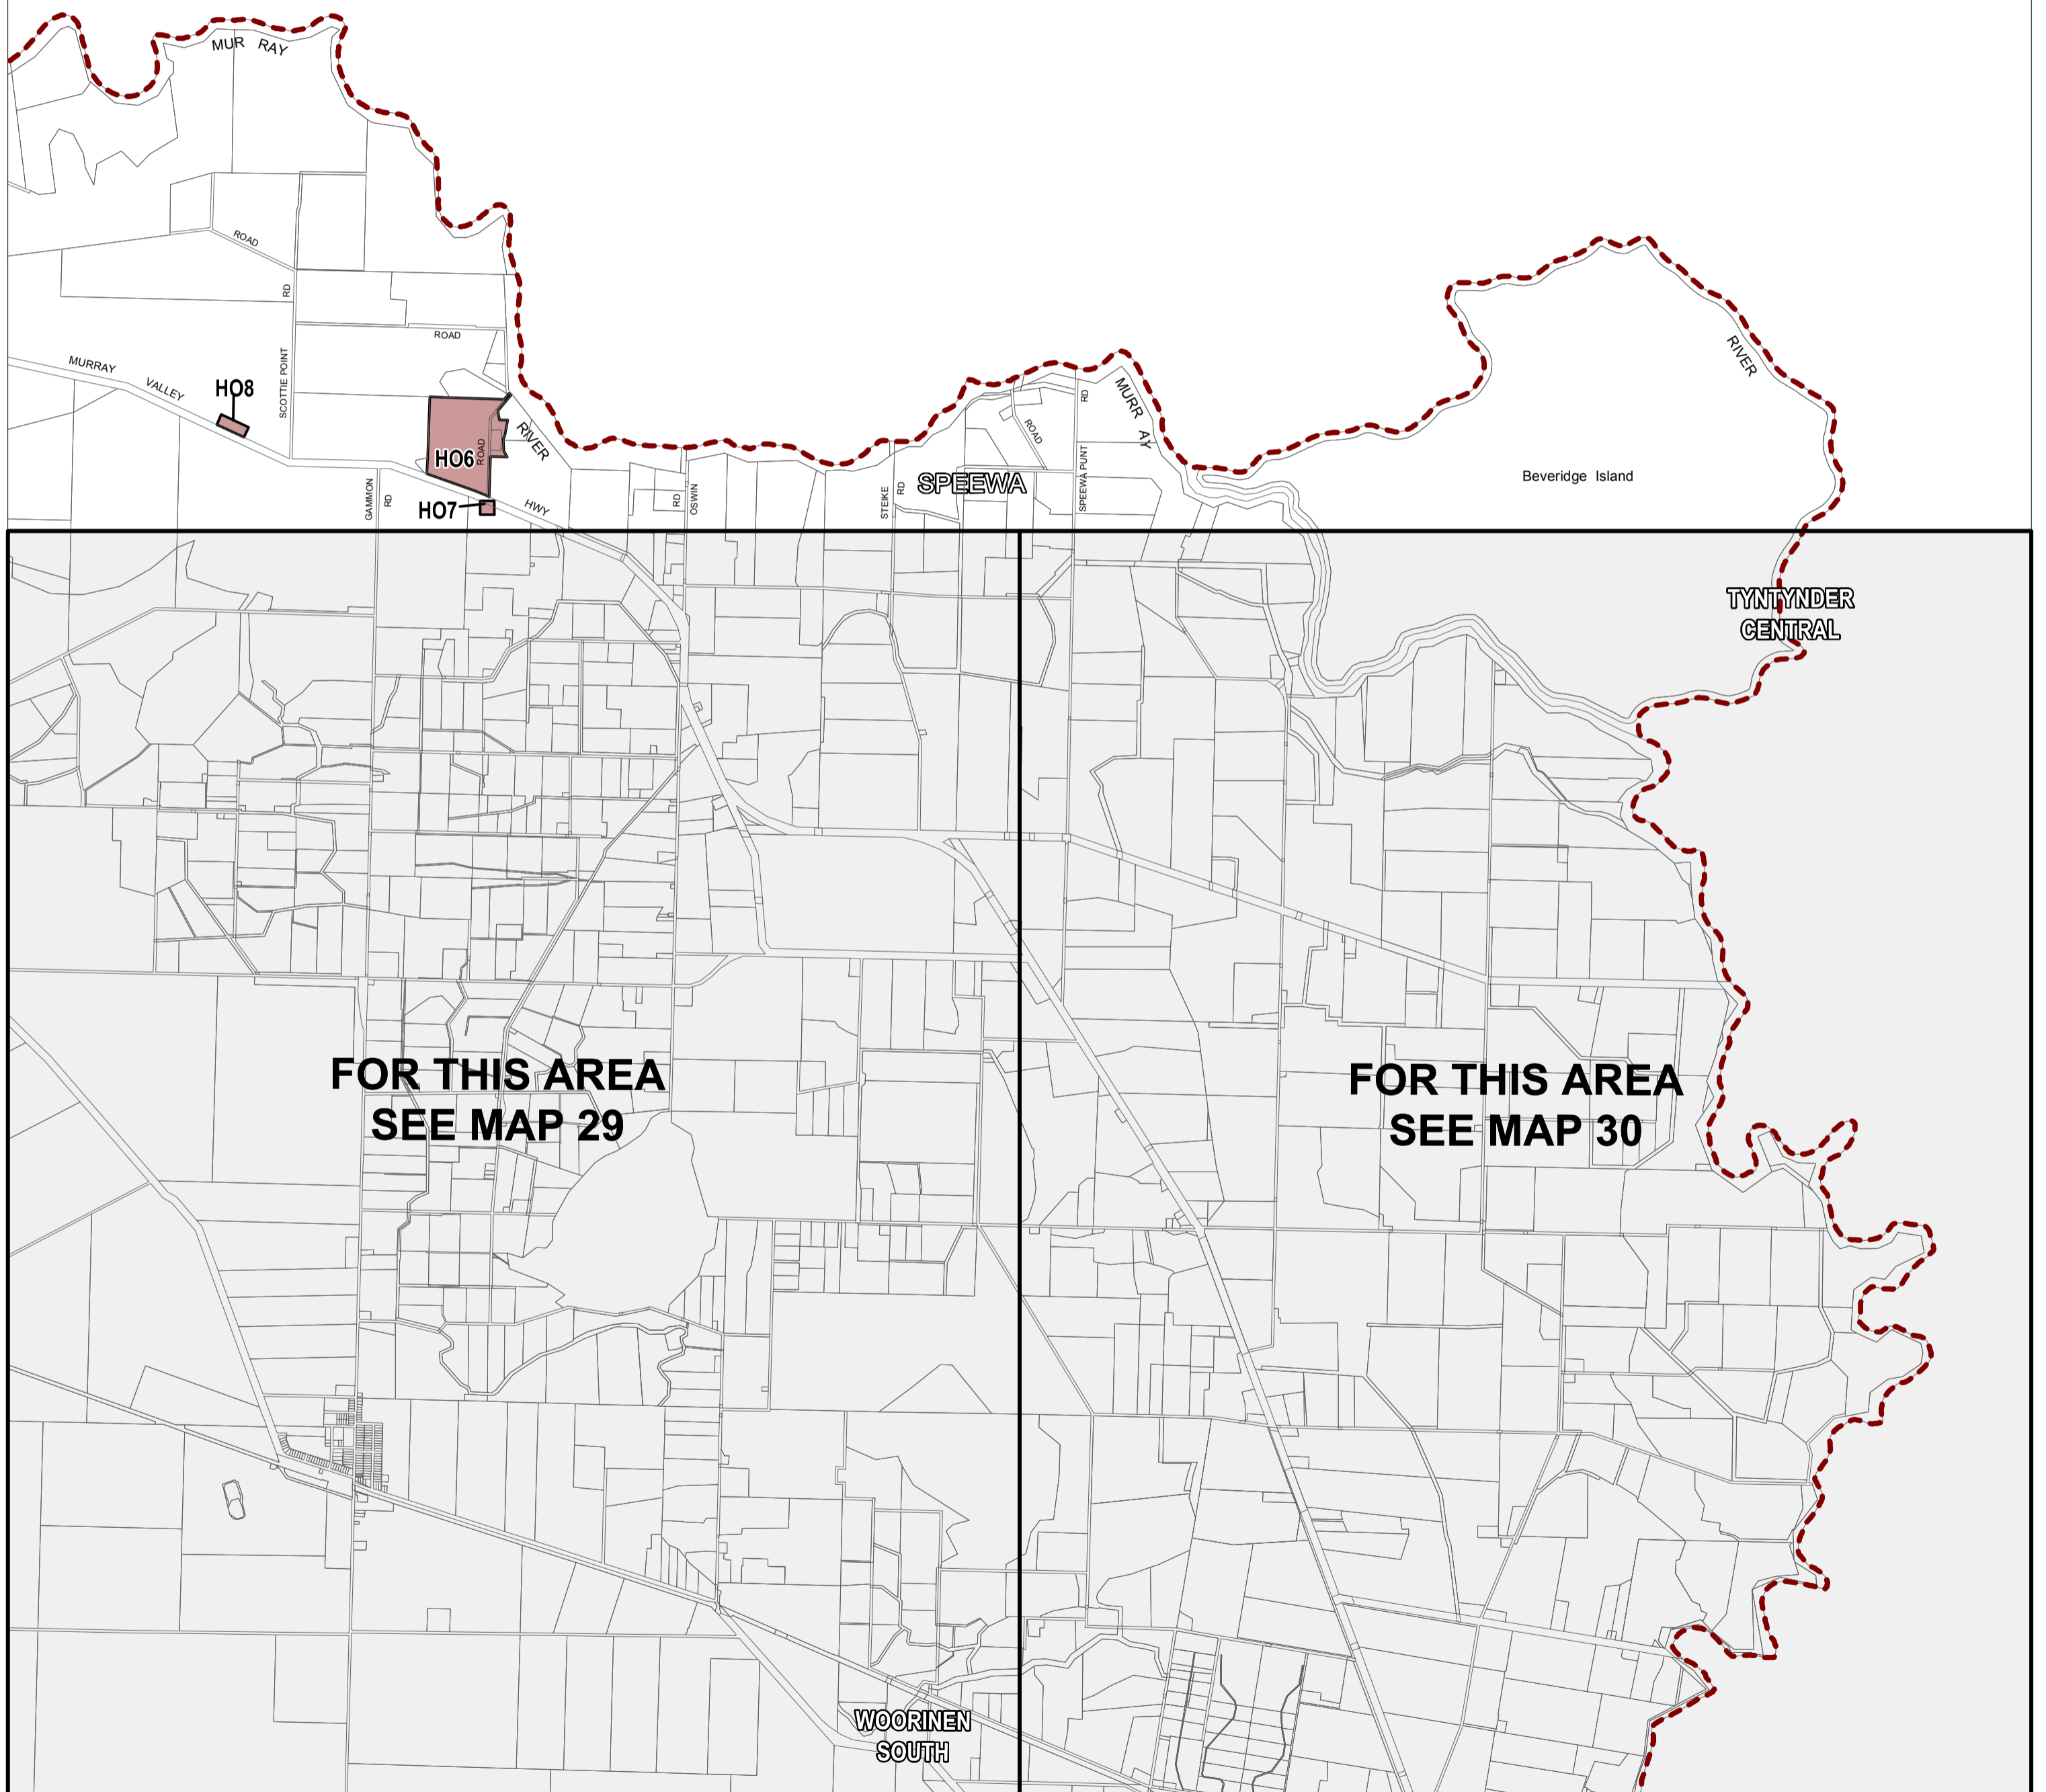 MUR RAY
ROAD
RD
ROAD
MURRAY
VALLEY
HO8
SCOTTIE POINT
HO6
ROAD
RIVER
HO7
HWY
GAMMON
RD
RD
OSWIN
STEIKE
RD
SPEEWA
ROAD
RD
SPEEWA PUNT
MURR AY
RIVER
Beveridge Island
TYNTYNDER
CENTRAL
FOR THIS AREA
SEE MAP 29
FOR THIS AREA
SEE MAP 30
WOORINEN
SOUTH